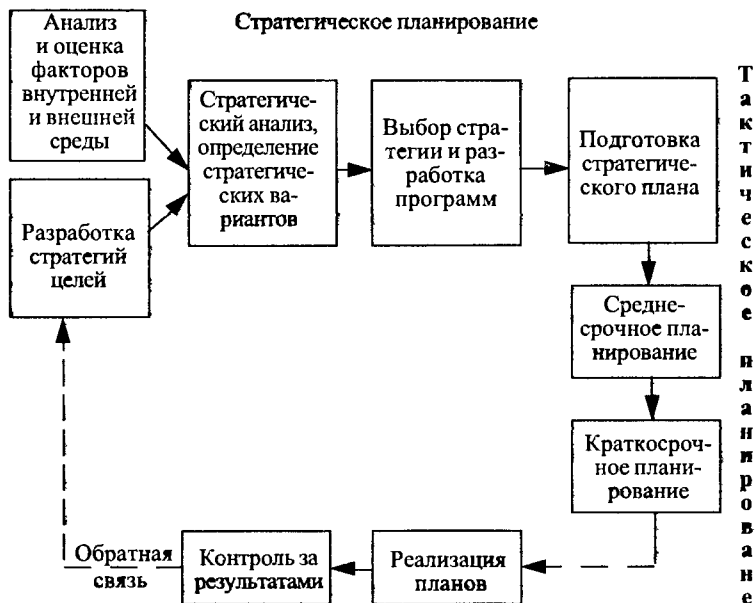 Стратегическое планирование
Анализ
и оценка
факторов
внутренней
и внешней
среды
Разработка
стратегий
целей
Стратегиче-
ский анализ,
определение
стратегиче-
ских ва-
риантов
Выбор стра-
тегии и раз-
работка
программ
Подготовка
стратегиче-
ского плана
Средне-
срочное пла-
нирование
Краткосроч-
ное плани-
рование
Реализация
планов
Контроль за
результатами
Обратная
связь
Тактическое планироване